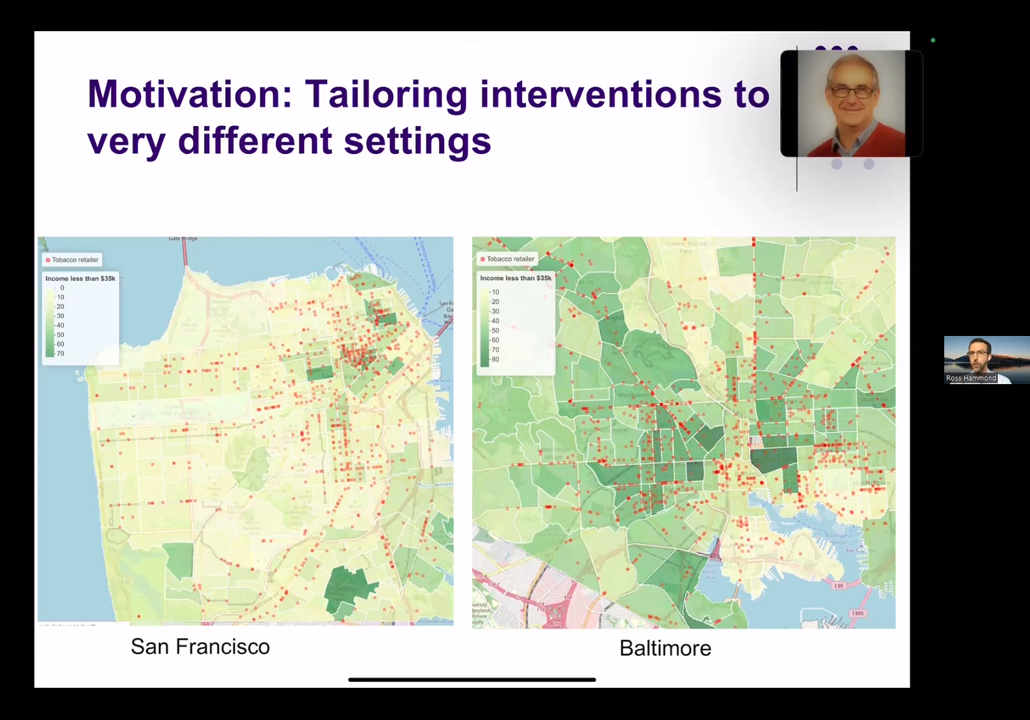 Motivation: Tailoring interventions to
very different settings
Tobacco retailer
Income less than $35k
0
10
20
30
40
50
60
70
Tobacco retailer
Income less than $35k
10
20
30
40
50
60
70
80
I 95
I 895
San Francisco
Baltimore
Ross Hammond